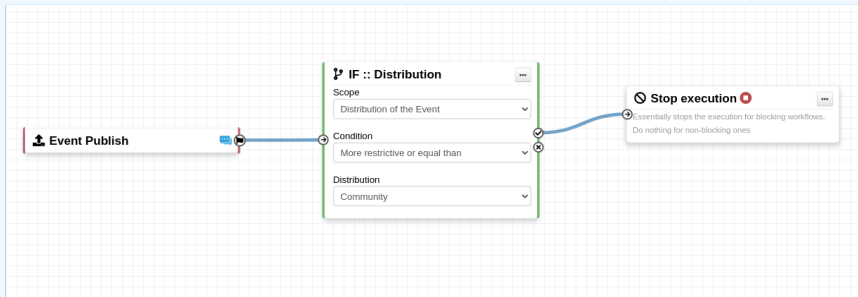 Event Publish
IF :: Distribution
Scope
Distribution of the Event
Condition
More restrictive or equal than
Distribution
Community
Stop execution
Essentially stops the execution for blocking workflows.
Do nothing for non-blocking ones